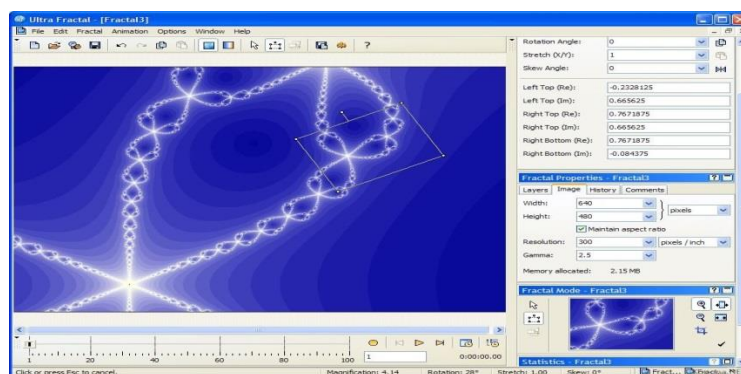 Ultra Fractal - [Fractal3]
File Edit Fractal Animation Options Window Help
Rotation Angle: 0
Stretch (X/Y): 1
Skew Angle: 0
Left Top (Re): -0.2328125
Left Top (Im): 0.665625
Right Top (Re): 0.7671875
Right Top (Im): 0.665625
Right Bottom (Re): 0.7671875
Right Bottom (Im): -0.084375
Fractal Properties - Fractal3
Layers Image History Comments
Width: 640
Height: 480
pixels
Maintain aspect ratio
Resolution: 300 pixels / inch
Gamma: 2.5
Memory allocated: 2.15 MB
Fractal Mode - Fractal3
1 20 40 60 80 100
1
0:00:00.00
Statistics - Fractal3
Click or press Esc to cancel. Magnification: 4.14 Rotation: 28° Stretch: 1.00 Skew: 0°
Fract...